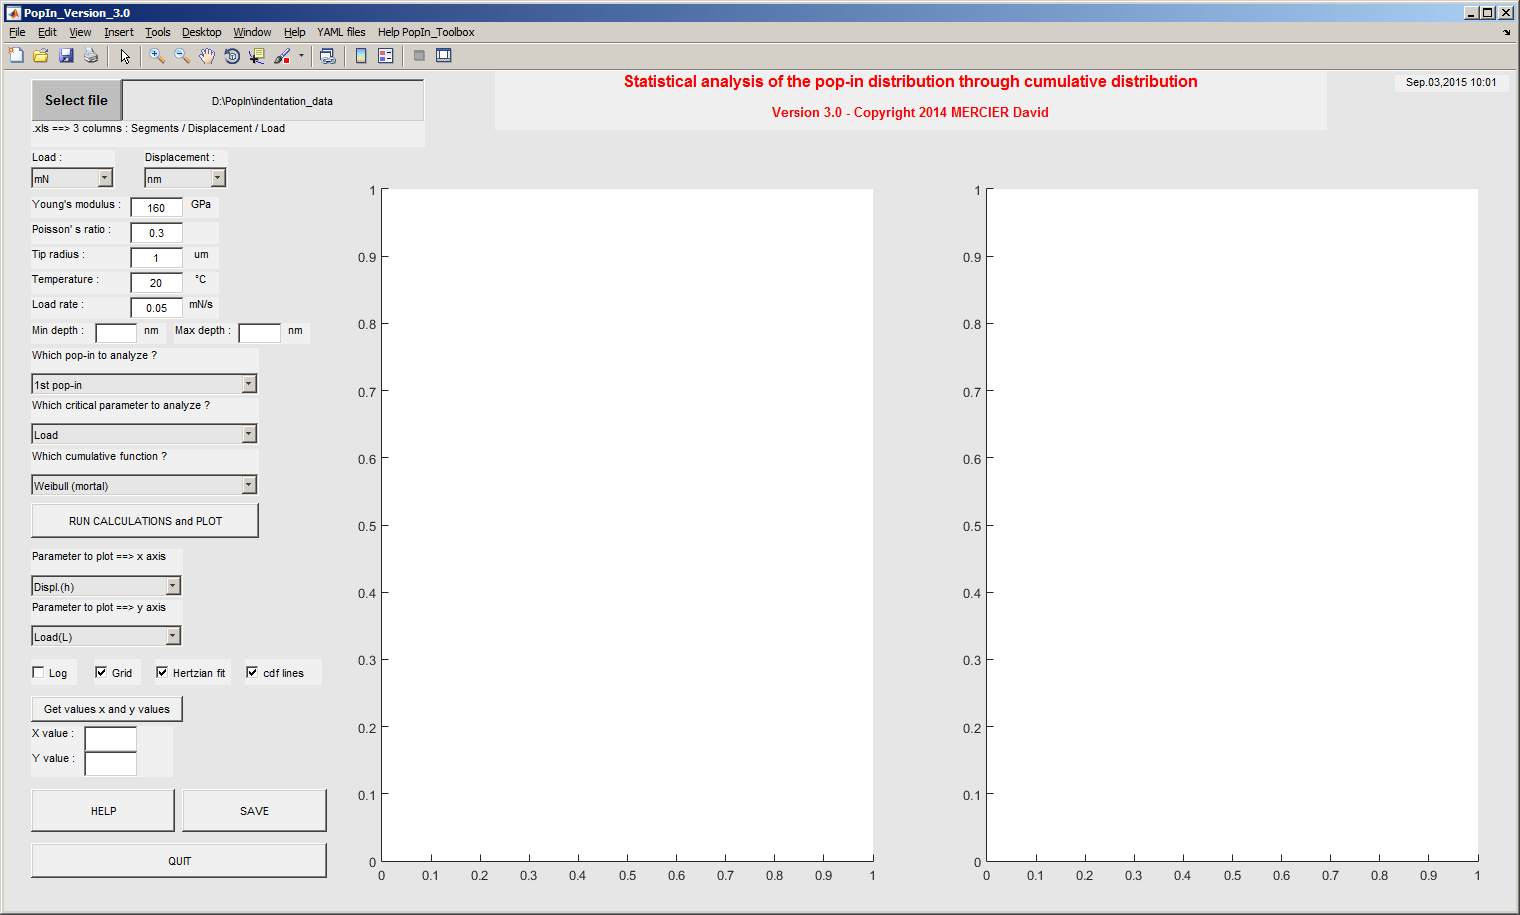 PopIn_Version_3.0
File Edit View Insert Tools Desktop Window Help YAML files Help PopIn_Toolbox
Statistical analysis of the pop-in distribution through cumulative distribution
Version 3.0 - Copyright 2014 MERCIER David
Sep.03,2015 10:01
Select file
D:\PopIn\indentation_data
.xls ==> 3 columns : Segments / Displacement / Load
Load : Displacement :
mN nm
Young's modulus : 160 GPa
Poisson' s ratio : 0.3
Tip radius : 1 um
Temperature : 20 °C
Load rate : 0.05 mN/s
Min depth : nm Max depth : nm
Which pop-in to analyze ?
1st pop-in
Which critical parameter to analyze ?
Load
Which cumulative function ?
Weibull (mortal)
RUN CALCULATIONS and PLOT
Parameter to plot ==> x axis
Displ.(h)
Parameter to plot ==> y axis
Load(L)
Log Grid Hertzian fit cdf lines
Get values x and y values
X value :
Y value :
HELP SAVE
QUIT
1
0.9
0.8
0.7
0.6
0.5
0.4
0.3
0.2
0.1
0
0 0.1 0.2 0.3 0.4 0.5 0.6 0.7 0.8 0.9 1
1
0.9
0.8
0.7
0.6
0.5
0.4
0.3
0.2
0.1
0
0 0.1 0.2 0.3 0.4 0.5 0.6 0.7 0.8 0.9 1